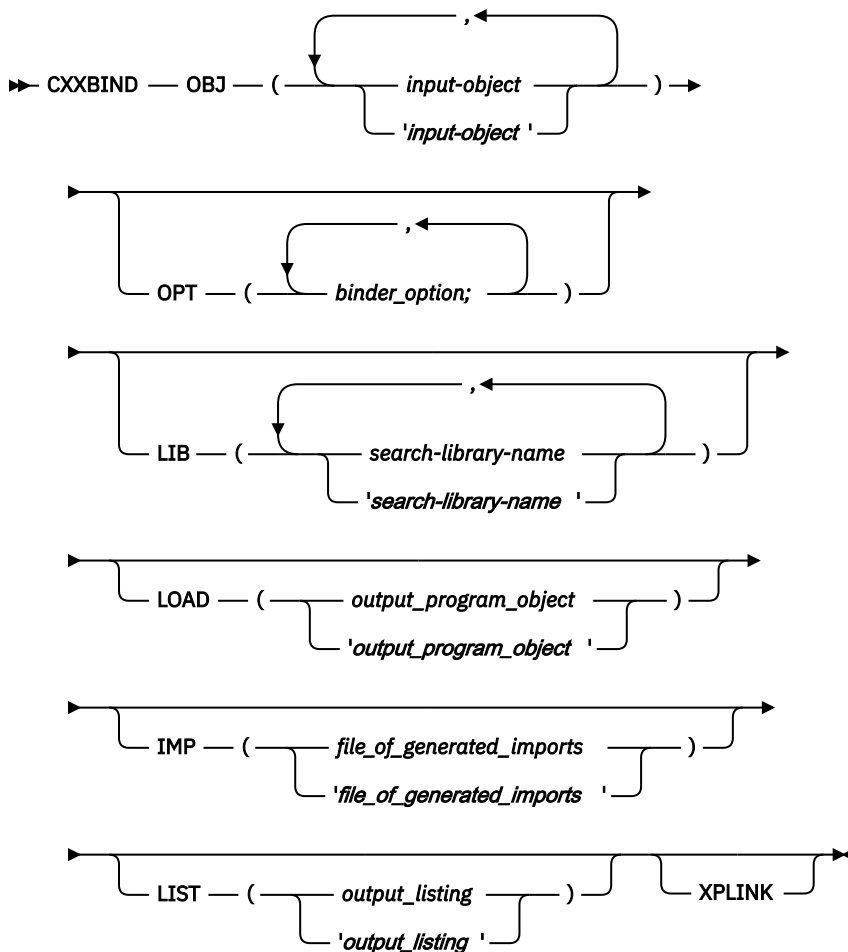 ,
CXXBIND OBJ ( input-object )
'input-object '
,
OPT ( binder_option; )
,
LIB ( search-library-name )
'search-library-name '
LOAD ( output_program_object )
'output_program_object '
IMP ( file_of_generated_imports )
'file_of_generated_imports '
LIST ( output_listing ) XPLINK
'output_listing '